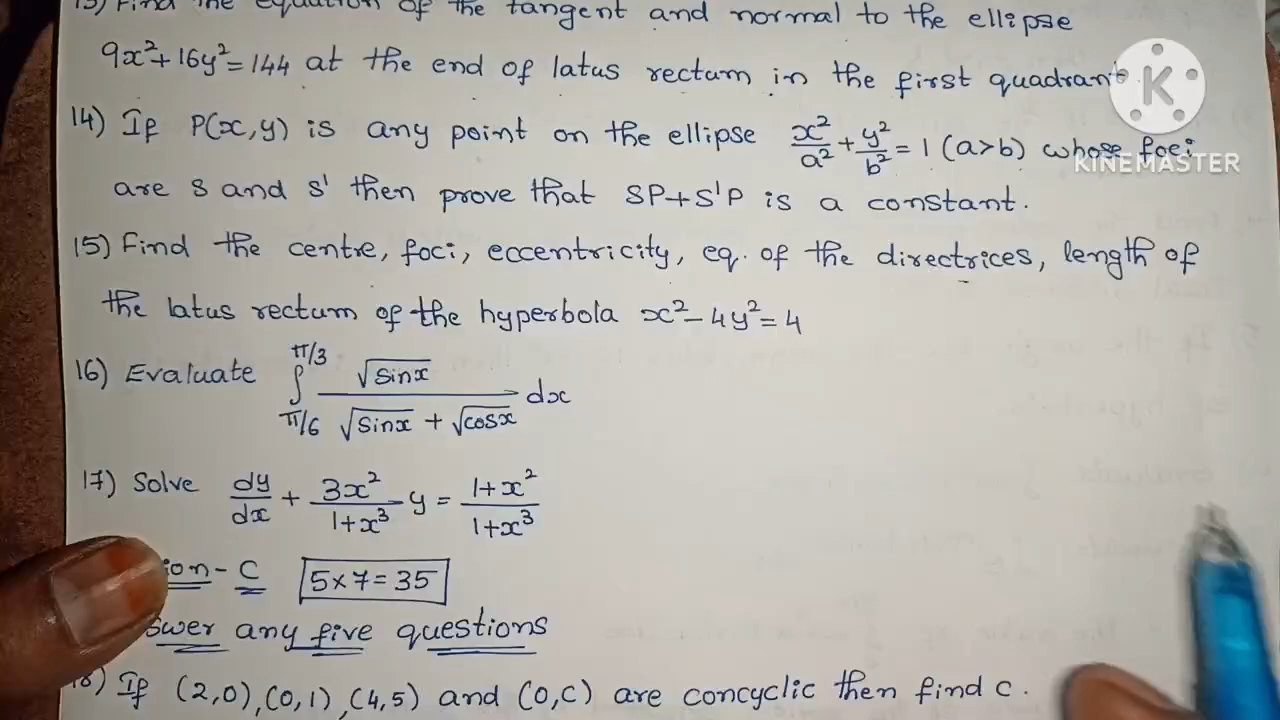 13) Find the equation of the tangent and normal to the ellipse
9x²+16y²=144 at the end of latus rectum in the first quadrant.
14) If P(x,y) is any point on the ellipse x²/a² + y²/b² = 1 (a>b) whose foci
are S and S' then prove that SP+S'P is a constant.
15) Find the centre, foci, eccentricity, eq. of the directrices, length of
the latus rectum of the hyperbola x²-4y²=4
16) Evaluate ∫_{π/6}^{π/3} √sinx / (√sinx + √cosx) dx
17) Solve dy/dx + 3x²/(1+x³) y = (1+x²)/(1+x³)
ion-C 5×7=35
swer any five questions
18) If (2,0),(0,1),(4,5) and (0,c) are concyclic then find c.
K
KINEMASTER